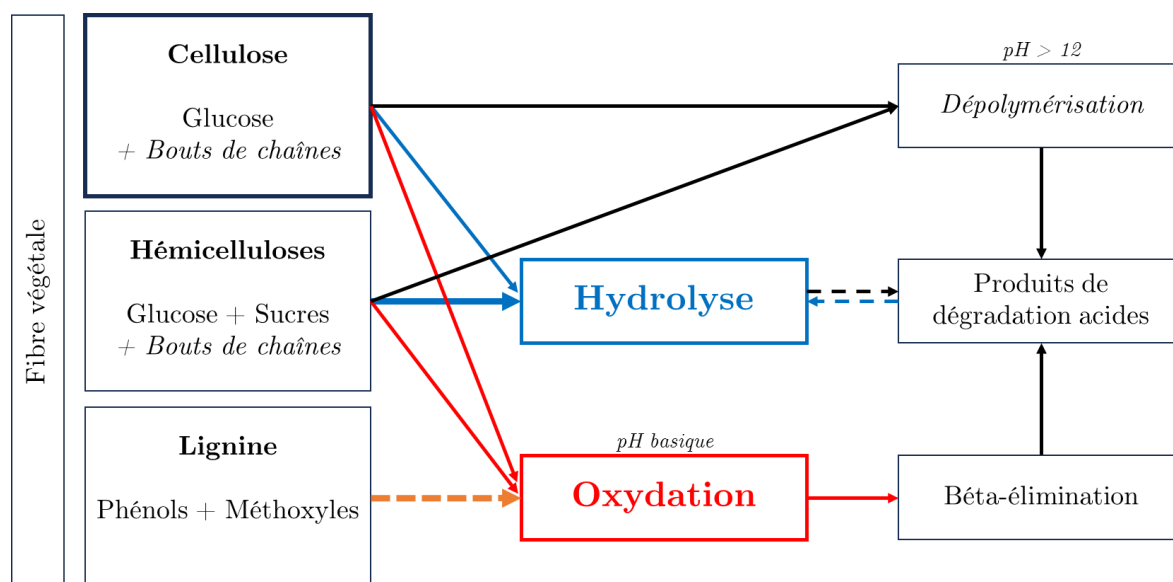 Fibre végétale
Cellulose
Glucose
+ Bouts de chaînes
Hémicelluloses
Glucose + Sucres
+ Bouts de chaînes
Lignine
Phénols + Méthoxyles
Hydrolyse
pH basique
Oxydation
pH > 12
Dépolymérisation
Produits de
dégradation acides
Béta-élimination